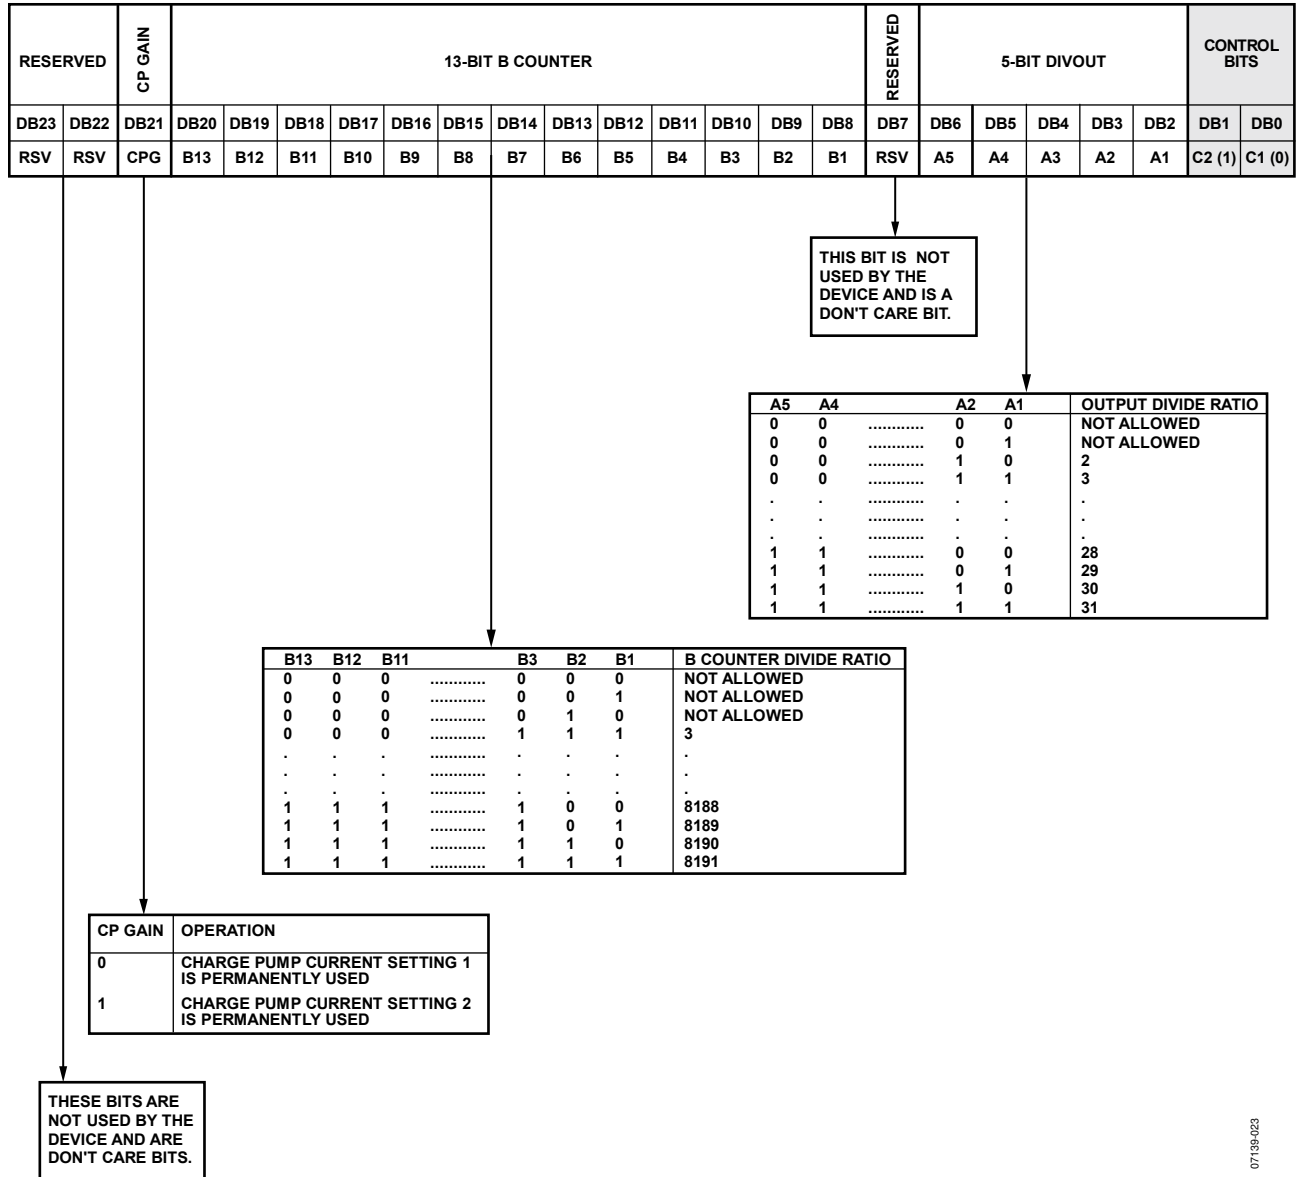 RESERVED CP GAIN 13-BIT B COUNTER RESERVED 5-BIT DIVOUT CONTROL BITS
DB23 DB22 DB21 DB20 DB19 DB18 DB17 DB16 DB15 DB14 DB13 DB12 DB11 DB10 DB9 DB8 DB7 DB6 DB5 DB4 DB3 DB2 DB1 DB0
RSV RSV CPG B13 B12 B11 B10 B9 B8 B7 B6 B5 B4 B3 B2 B1 RSV A5 A4 A3 A2 A1 C2 (1) C1 (0)
THIS BIT IS NOT
USED BY THE
DEVICE AND IS A
DON'T CARE BIT.
A5 A4 A2 A1 OUTPUT DIVIDE RATIO
0 0 ............ 0 0 NOT ALLOWED
0 0 ............ 0 1 NOT ALLOWED
0 0 ............ 1 0 2
0 0 ............ 1 1 3
. . ............ . . .
. . ............ . . .
. . ............ . . .
1 1 ............ 0 0 28
1 1 ............ 0 1 29
1 1 ............ 1 0 30
1 1 ............ 1 1 31
B13 B12 B11 B3 B2 B1 B COUNTER DIVIDE RATIO
0 0 0 ............ 0 0 0 NOT ALLOWED
0 0 0 ............ 0 0 1 NOT ALLOWED
0 0 0 ............ 0 1 0 NOT ALLOWED
0 0 0 ............ 1 1 1 3
. . . ............ . . . .
. . . ............ . . . .
. . . ............ . . . .
1 1 1 ............ 1 0 0 8188
1 1 1 ............ 1 0 1 8189
1 1 1 ............ 1 1 0 8190
1 1 1 ............ 1 1 1 8191
CP GAIN OPERATION
0 CHARGE PUMP CURRENT SETTING 1
IS PERMANENTLY USED
1 CHARGE PUMP CURRENT SETTING 2
IS PERMANENTLY USED
THESE BITS ARE
NOT USED BY THE
DEVICE AND ARE
DON'T CARE BITS.
07139-023